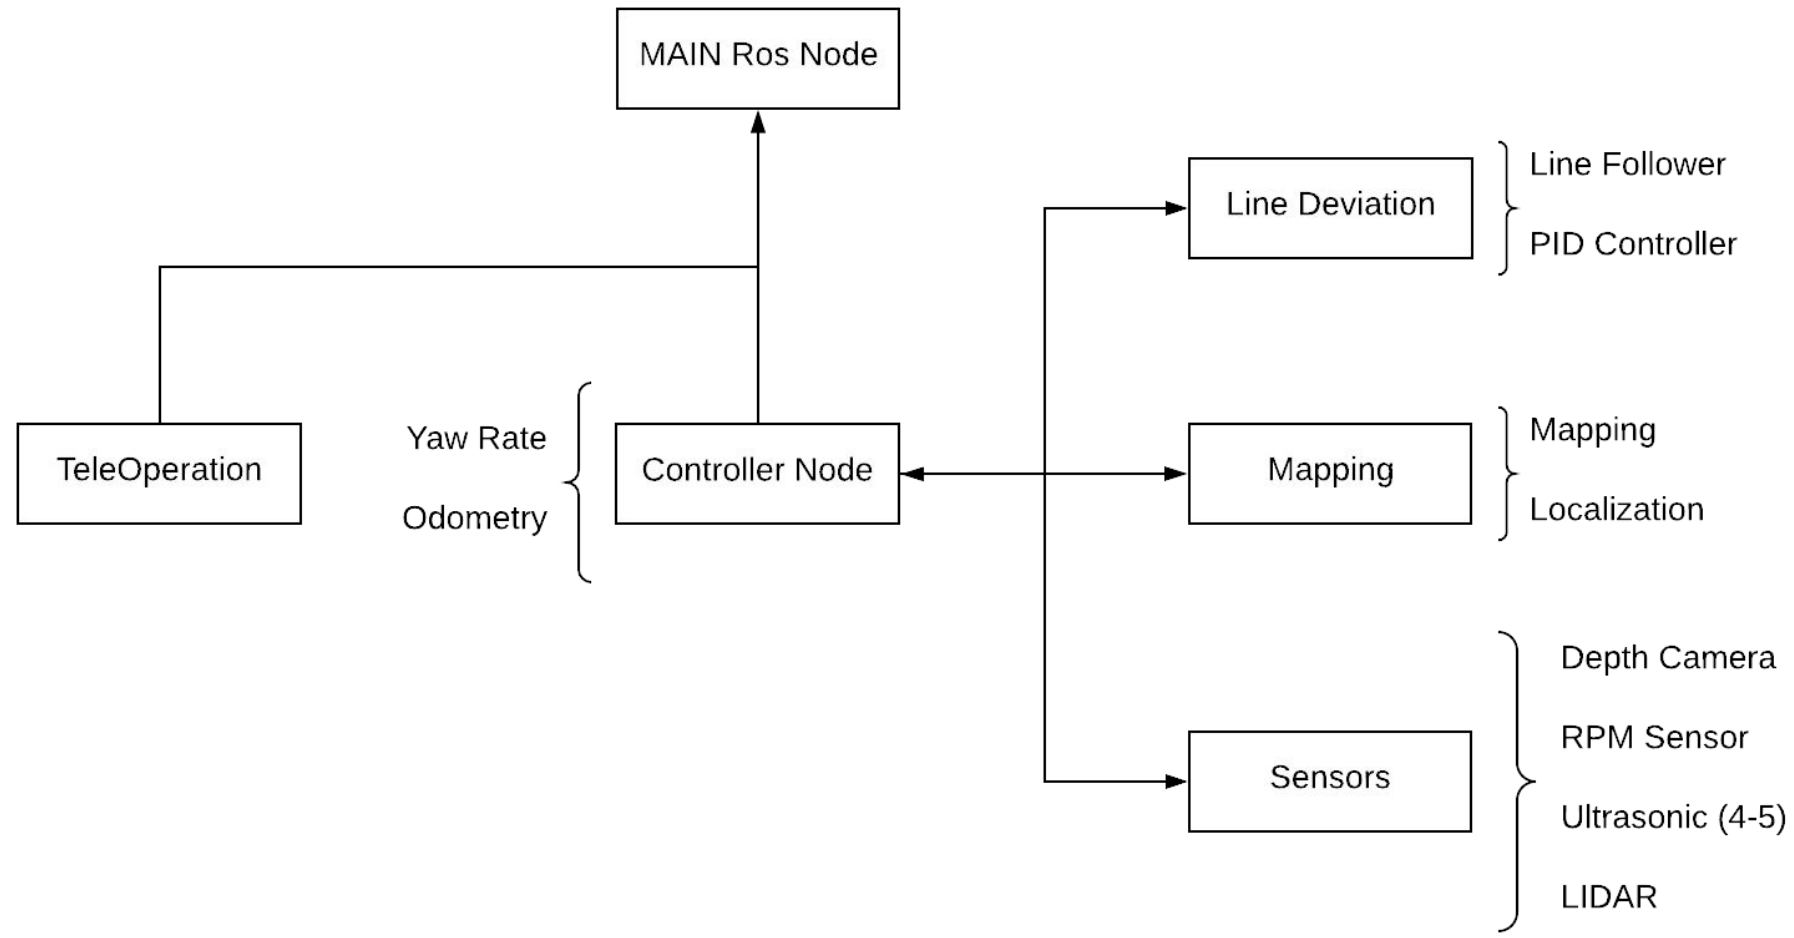 MAIN Ros Node
Line Deviation
Line Follower
PID Controller
TeleOperation
Yaw Rate
Odometry
Controller Node
Mapping
Mapping
Localization
Sensors
Depth Camera
RPM Sensor
Ultrasonic (4-5)
LIDAR